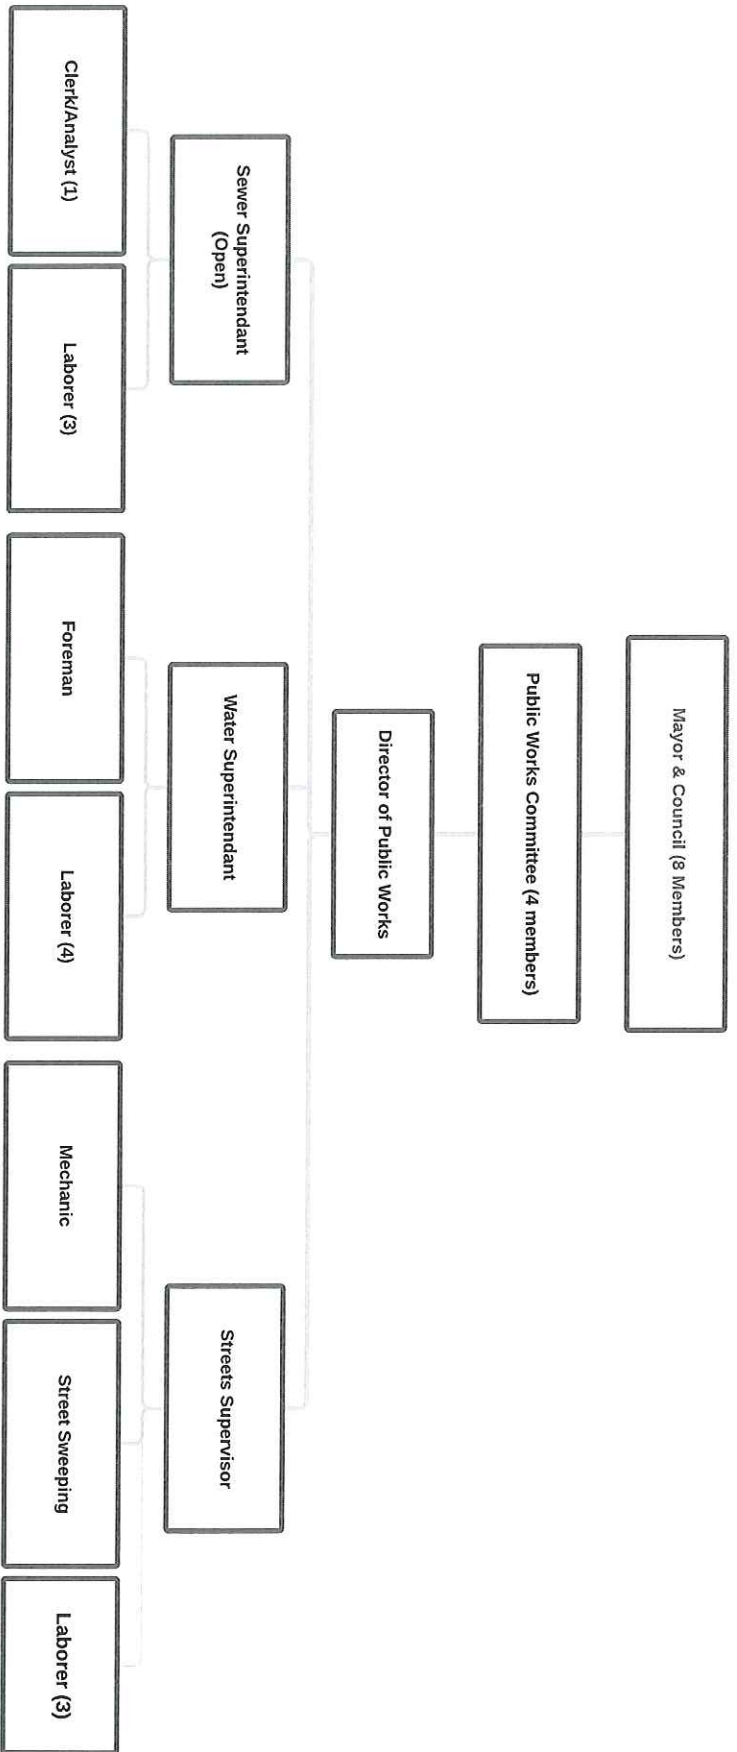 Mayor & Council (8 Members)
Public Works Committee (4 members)
Director of Public Works
Sewer Superintendant
(Open)
Water Superintendant
Streets Supervisor
Clerk/Analyst (1)
Laborer (3)
Foreman
Laborer (4)
Mechanic
Street Sweeping
Laborer (3)